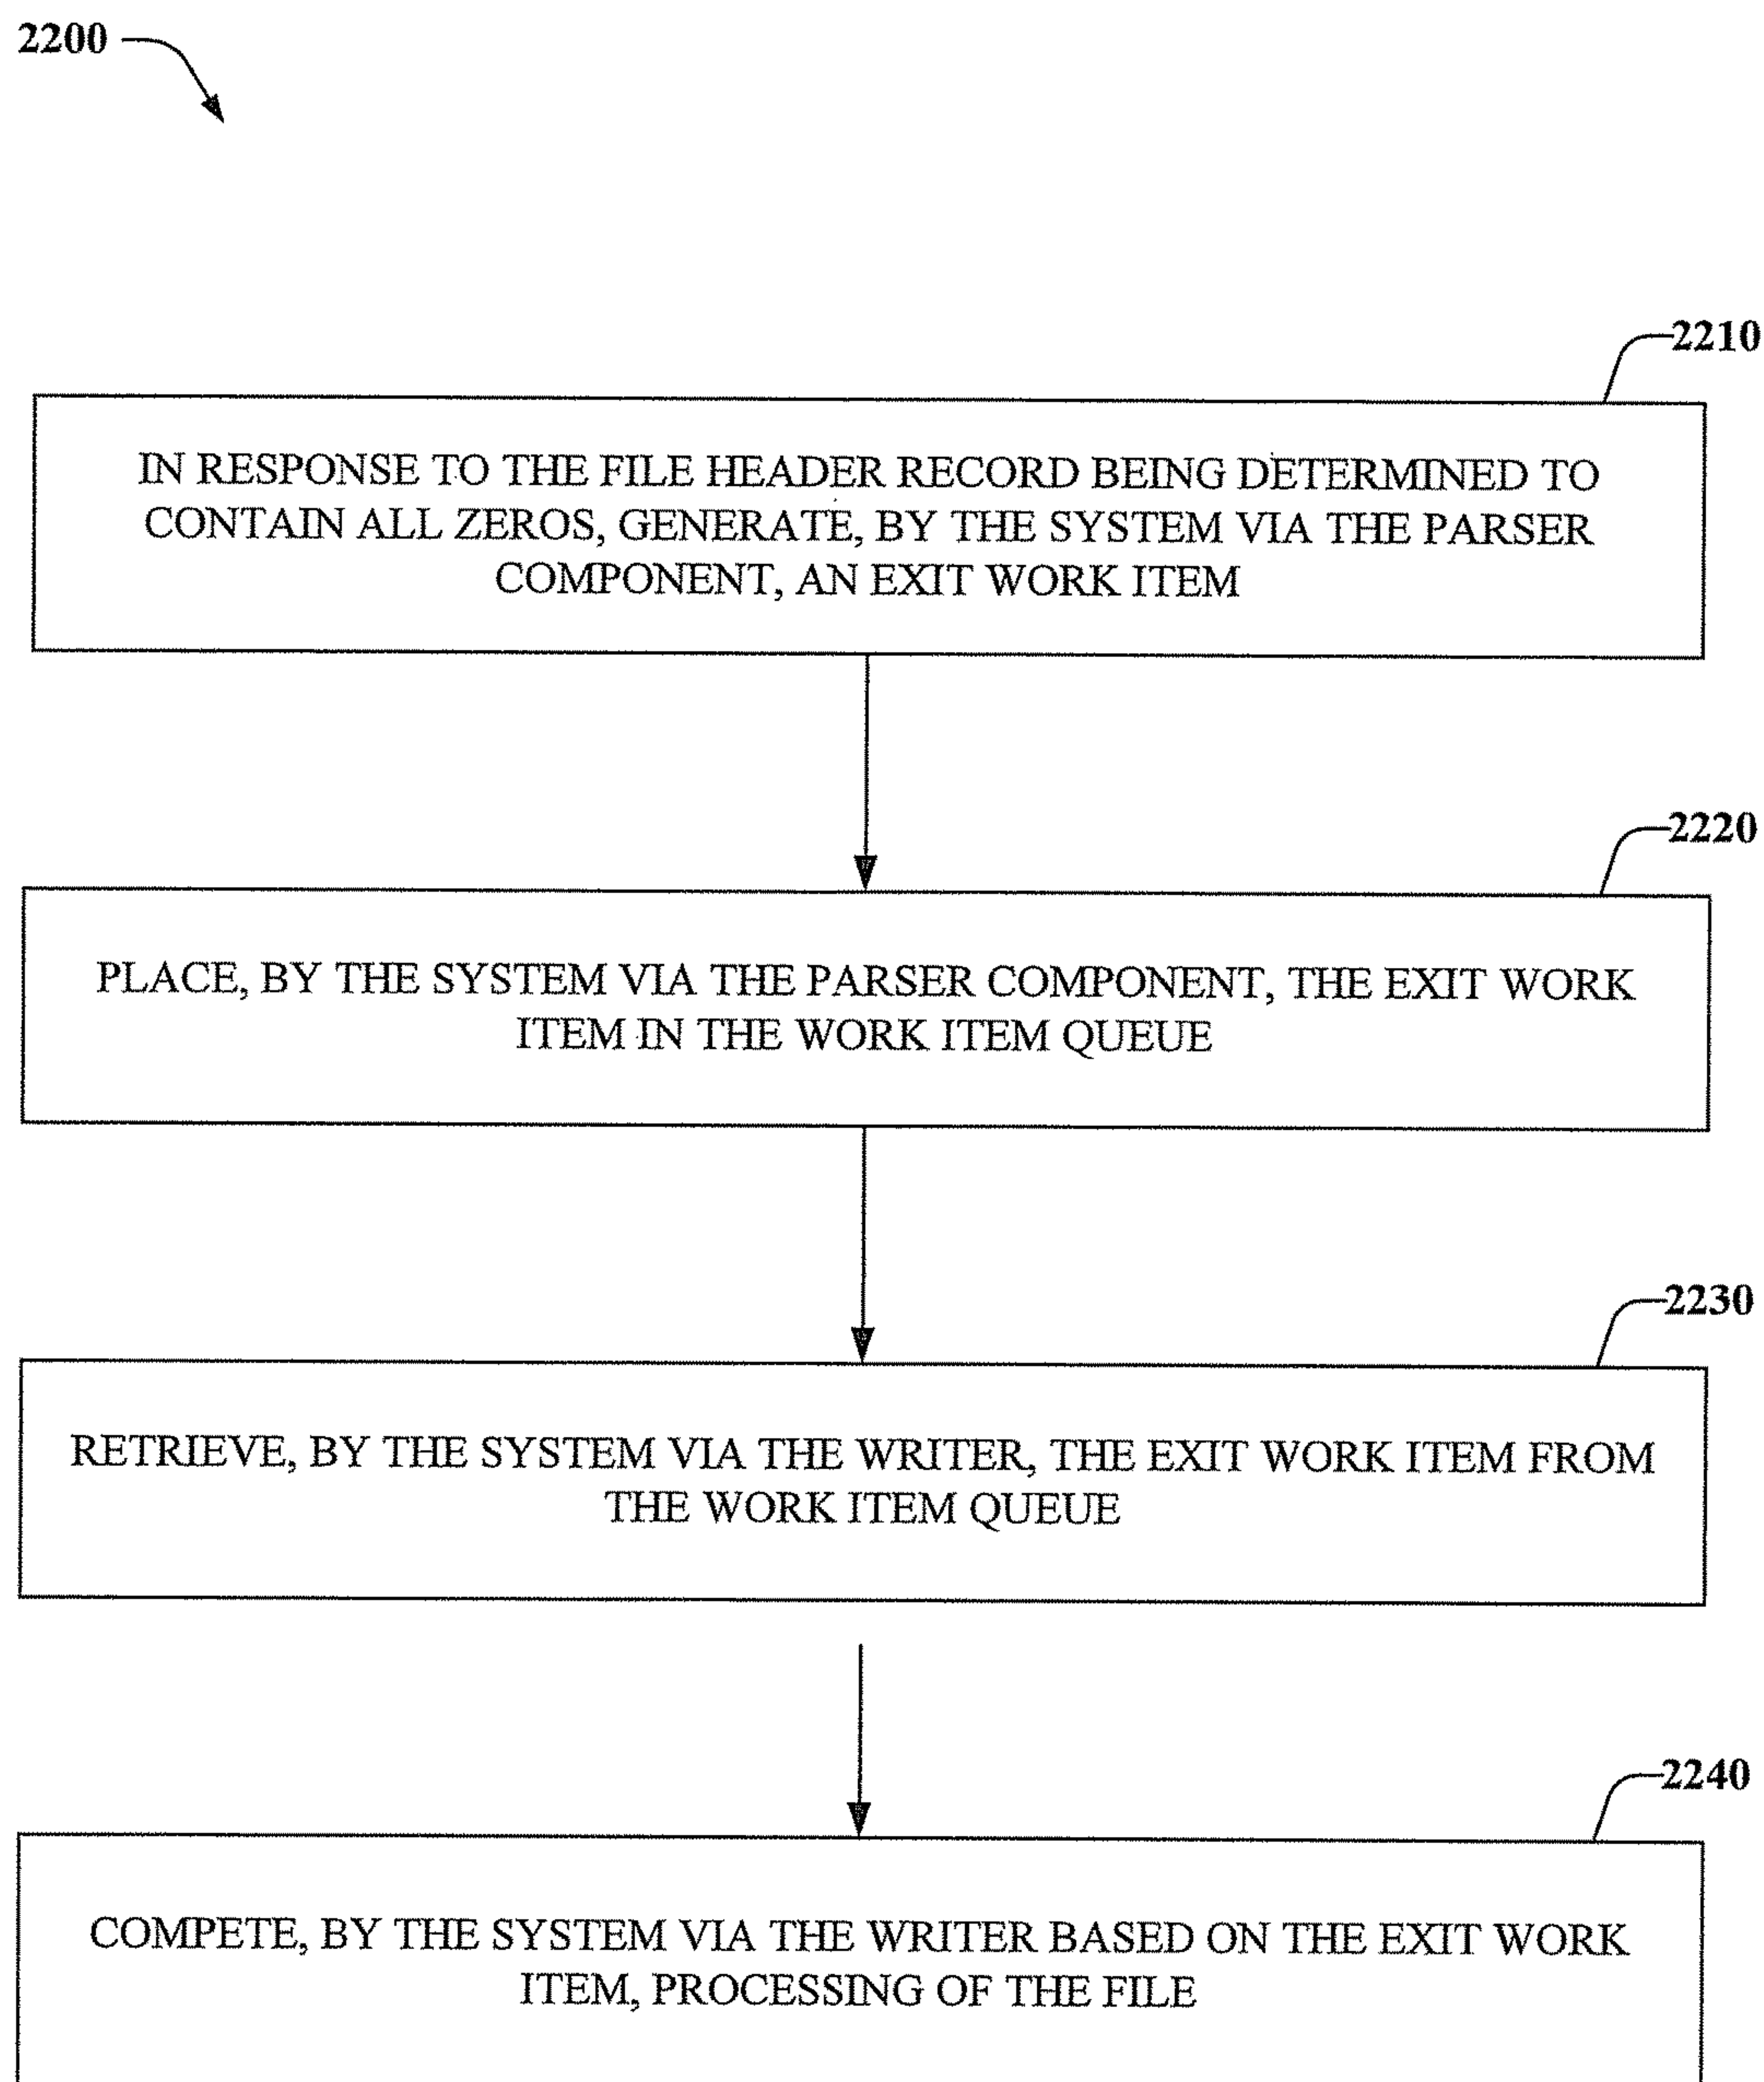 2200
2210
IN RESPONSE TO THE FILE HEADER RECORD BEING DETERMINED TO
CONTAIN ALL ZEROS, GENERATE, BY THE SYSTEM VIA THE PARSER
COMPONENT, AN EXIT WORK ITEM
2220
PLACE, BY THE SYSTEM VIA THE PARSER COMPONENT, THE EXIT WORK
ITEM IN THE WORK ITEM QUEUE
2230
RETRIEVE, BY THE SYSTEM VIA THE WRITER, THE EXIT WORK ITEM FROM
THE WORK ITEM QUEUE
2240
COMPETE, BY THE SYSTEM VIA THE WRITER BASED ON THE EXIT WORK
ITEM, PROCESSING OF THE FILE